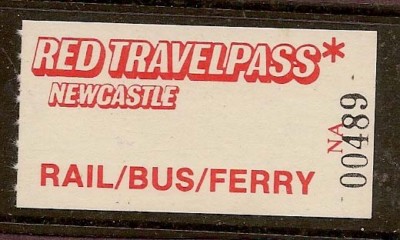 RED TRAVELPASS*
NEWCASTLE
RAIL/BUS/FERRY
NA
00489